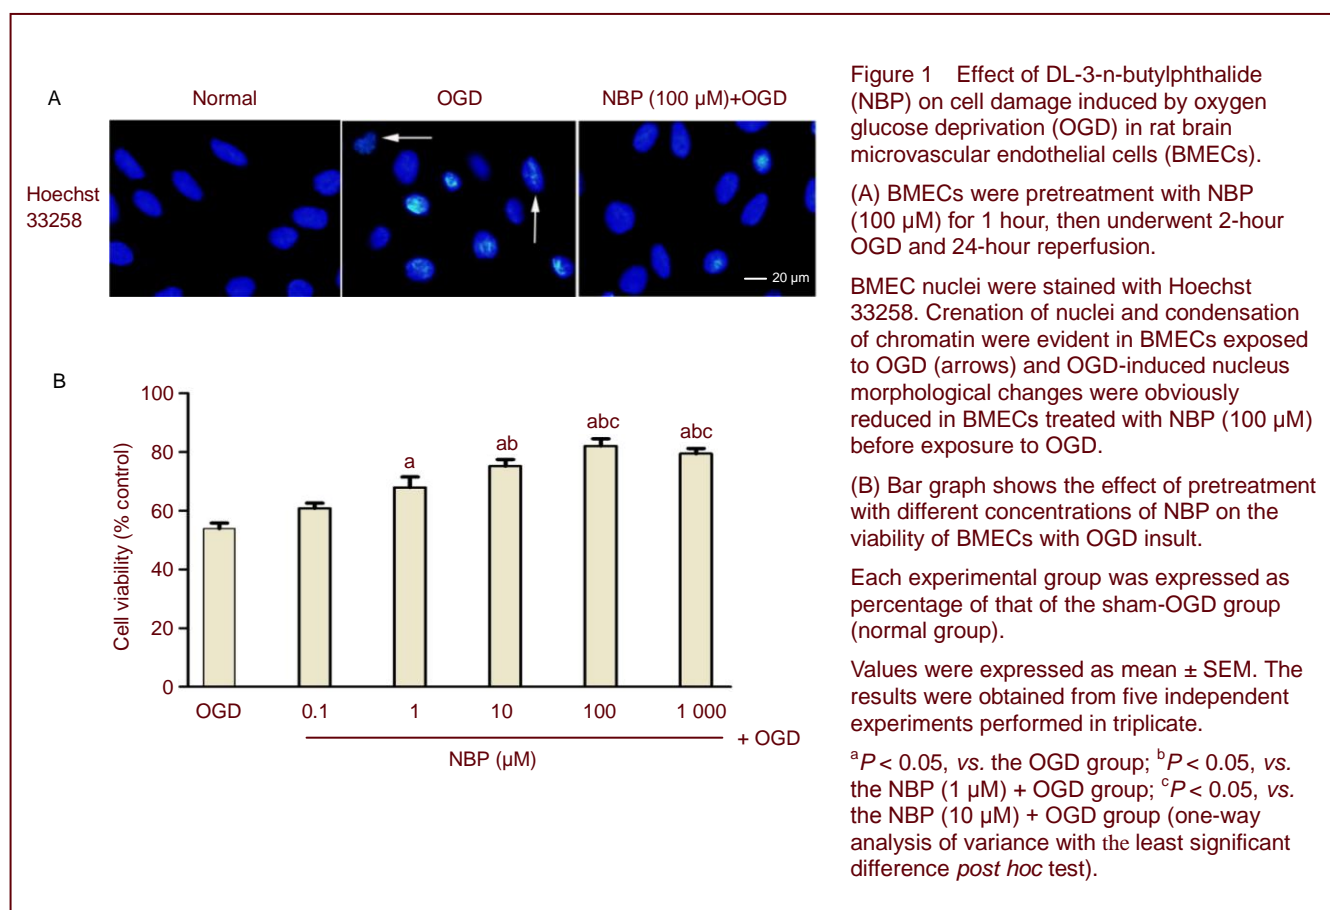 A
Normal
OGD
NBP (100 μM)+OGD
Hoechst
33258
20 μm
B
Cell viability (% control)
100
80
60
40
20
0
a
ab
abc
abc
OGD
0.1
1
10
100
1 000
+ OGD
NBP (μM)
Figure 1 Effect of DL-3-n-butylphthalide
(NBP) on cell damage induced by oxygen
glucose deprivation (OGD) in rat brain
microvascular endothelial cells (BMECs).
(A) BMECs were pretreatment with NBP
(100 μM) for 1 hour, then underwent 2-hour
OGD and 24-hour reperfusion.
BMEC nuclei were stained with Hoechst
33258. Crenation of nuclei and condensation
of chromatin were evident in BMECs exposed
to OGD (arrows) and OGD-induced nucleus
morphological changes were obviously
reduced in BMECs treated with NBP (100 μM)
before exposure to OGD.
(B) Bar graph shows the effect of pretreatment
with different concentrations of NBP on the
viability of BMECs with OGD insult.
Each experimental group was expressed as
percentage of that of the sham-OGD group
(normal group).
Values were expressed as mean ± SEM. The
results were obtained from five independent
experiments performed in triplicate.
aP < 0.05, vs. the OGD group; bP < 0.05, vs.
the NBP (1 μM) + OGD group; cP < 0.05, vs.
the NBP (10 μM) + OGD group (one-way
analysis of variance with the least significant
difference post hoc test).